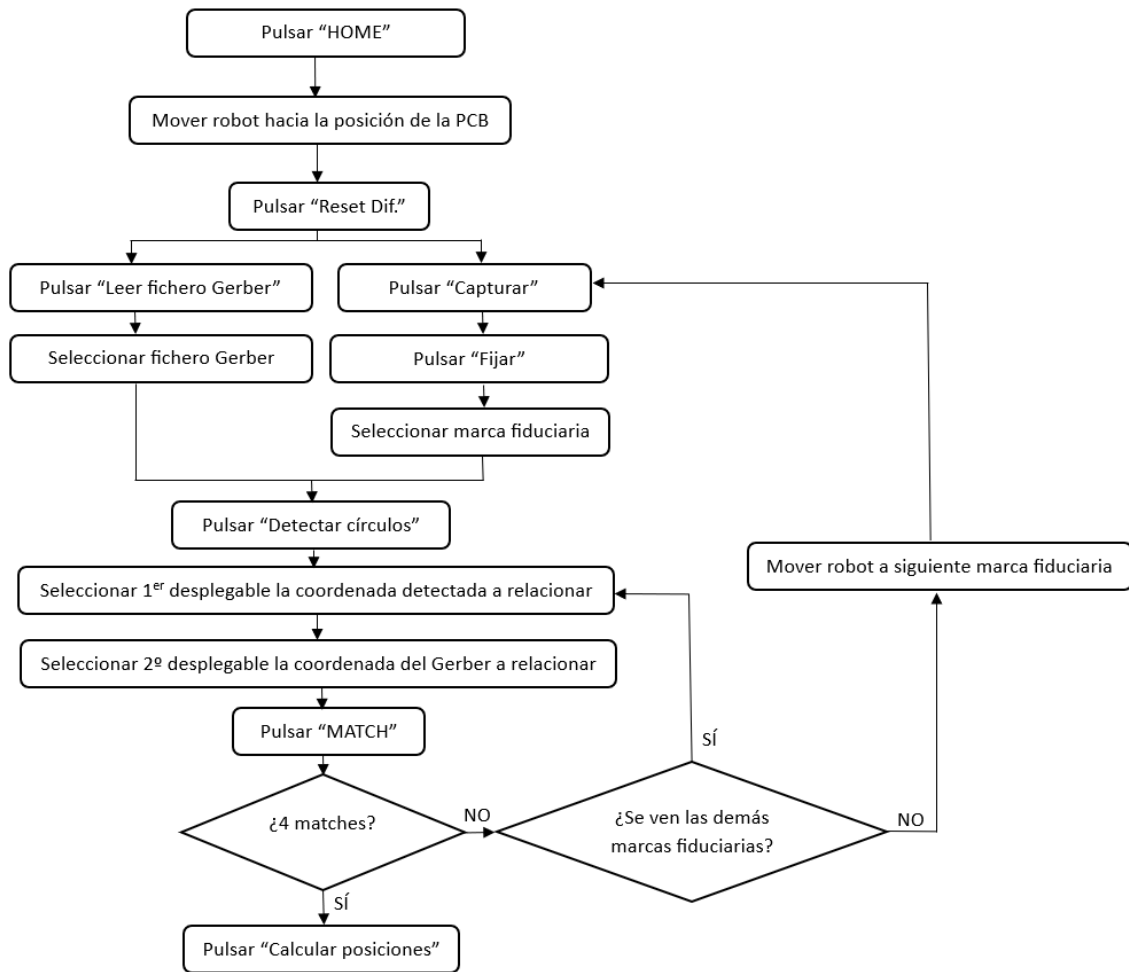 Pulsar “HOME”
Mover robot hacia la posición de la PCB
Pulsar “Reset Dif.”
Pulsar “Leer fichero Gerber”
Pulsar “Capturar”
Seleccionar fichero Gerber
Pulsar “Fijar”
Seleccionar marca fiduciaria
Pulsar “Detectar círculos”
Mover robot a siguiente marca fiduciaria
Seleccionar 1er desplegable la coordenada detectada a relacionar
Seleccionar 2º desplegable la coordenada del Gerber a relacionar
Pulsar “MATCH”
SÍ
¿4 matches?
NO
¿Se ven las demás
marcas fiduciarias?
NO
SÍ
Pulsar “Calcular posiciones”